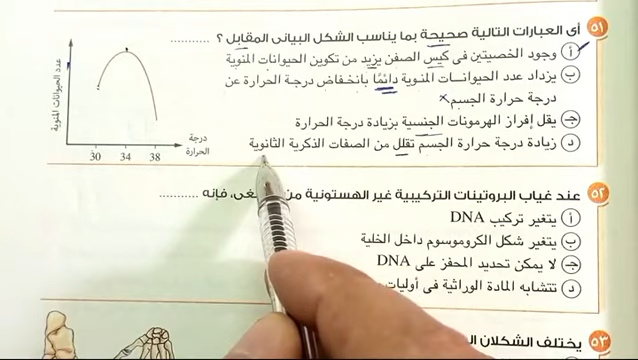 ٥١ أى العبارات التالية صحيحة بما يناسب الشكل البيانى المقابل ؟ ...........
أ وجود الخصيتين فى كيس الصفن يزيد من تكوين الحيوانات المنوية
ب يزداد عدد الحيوانات المنوية دائمًا بانخفاض درجة الحرارة عن
درجة حرارة الجسم
جـ يقل إفراز الهرمونات الجنسية بزيادة درجة الحرارة
د زيادة درجة حرارة الجسم تقلل من الصفات الذكرية الثانوية
عدد الحيوانات المنوية
درجة
الحرارة
30 34 38
٥٢ عند غياب البروتينات التركيبية غير الهستونية من فإنه ...........
أ يتغير تركيب DNA
ب يتغير شكل الكروموسوم داخل الخلية
جـ لا يمكن تحديد المحفز على DNA
د تتشابه المادة الوراثية فى أوليات
٥٣ يختلف الشكلان